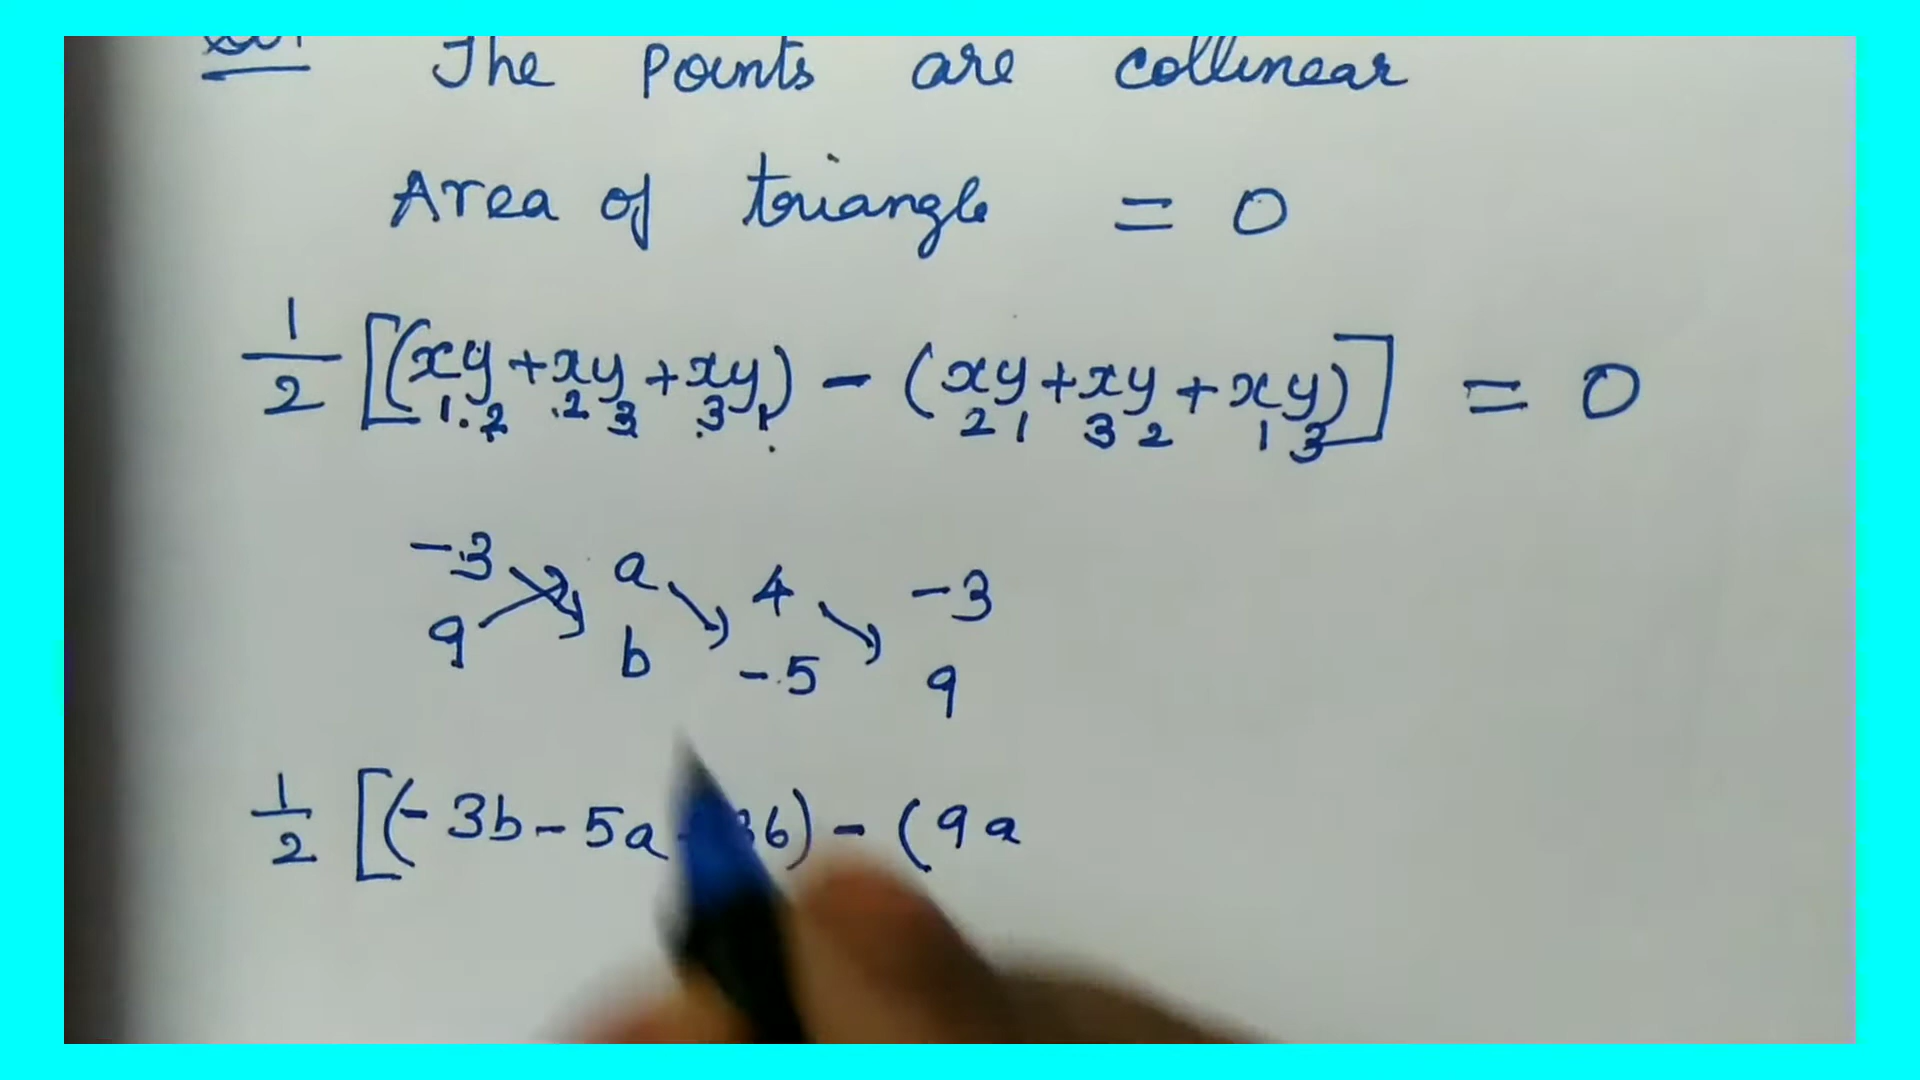 The points are collinear
Area of triangle = 0
1/2 [(x₁y₂ + x₂y₃ + x₃y₁) - (x₂y₁ + x₃y₂ + x₁y₃)] = 0
-3 a 4 -3
9 b -5 9
1/2 [(-3b - 5a 36) - (9a